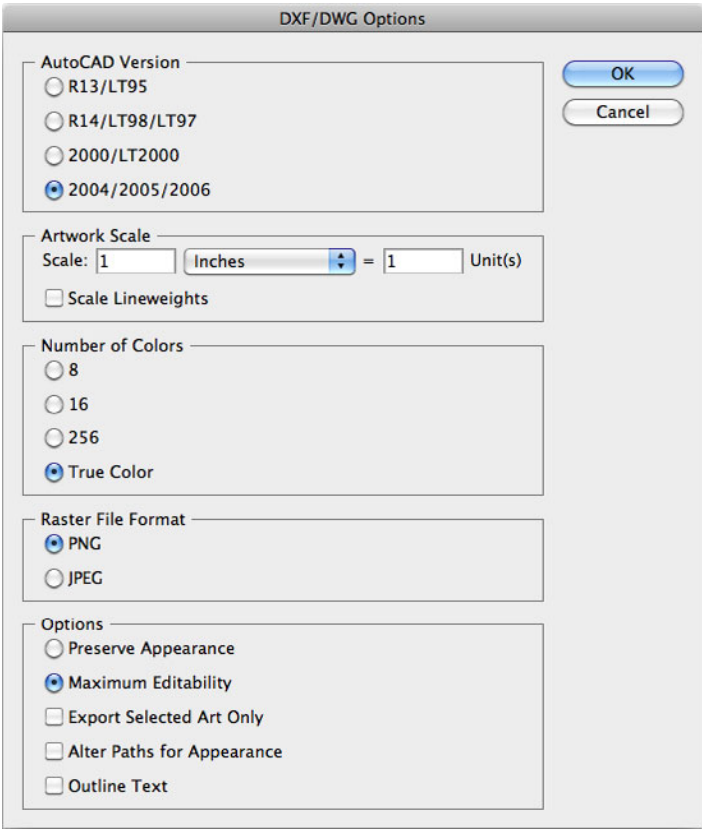 DXF/DWG Options
AutoCAD Version
R13/LT95
R14/LT98/LT97
2000/LT2000
2004/2005/2006
OK
Cancel
Artwork Scale
Scale: 1 Inches = 1 Unit(s)
Scale Lineweights
Number of Colors
8
16
256
True Color
Raster File Format
PNG
JPEG
Options
Preserve Appearance
Maximum Editability
Export Selected Art Only
Alter Paths for Appearance
Outline Text